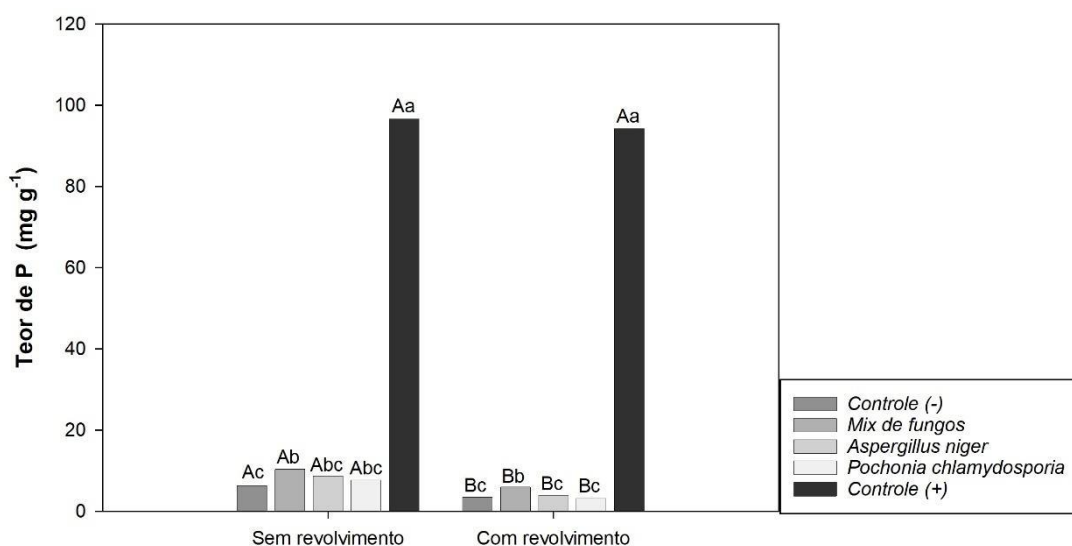 120
100
80
60
40
20
0
Teor de P (mg g⁻¹)
Ac
Ab
Abc
Abc
Aa
Bc
Bb
Bc
Bc
Aa
Sem revolvimento
Com revolvimento
Controle (-)
Mix de fungos
Aspergillus niger
Pochonia chlamydosporia
Controle (+)